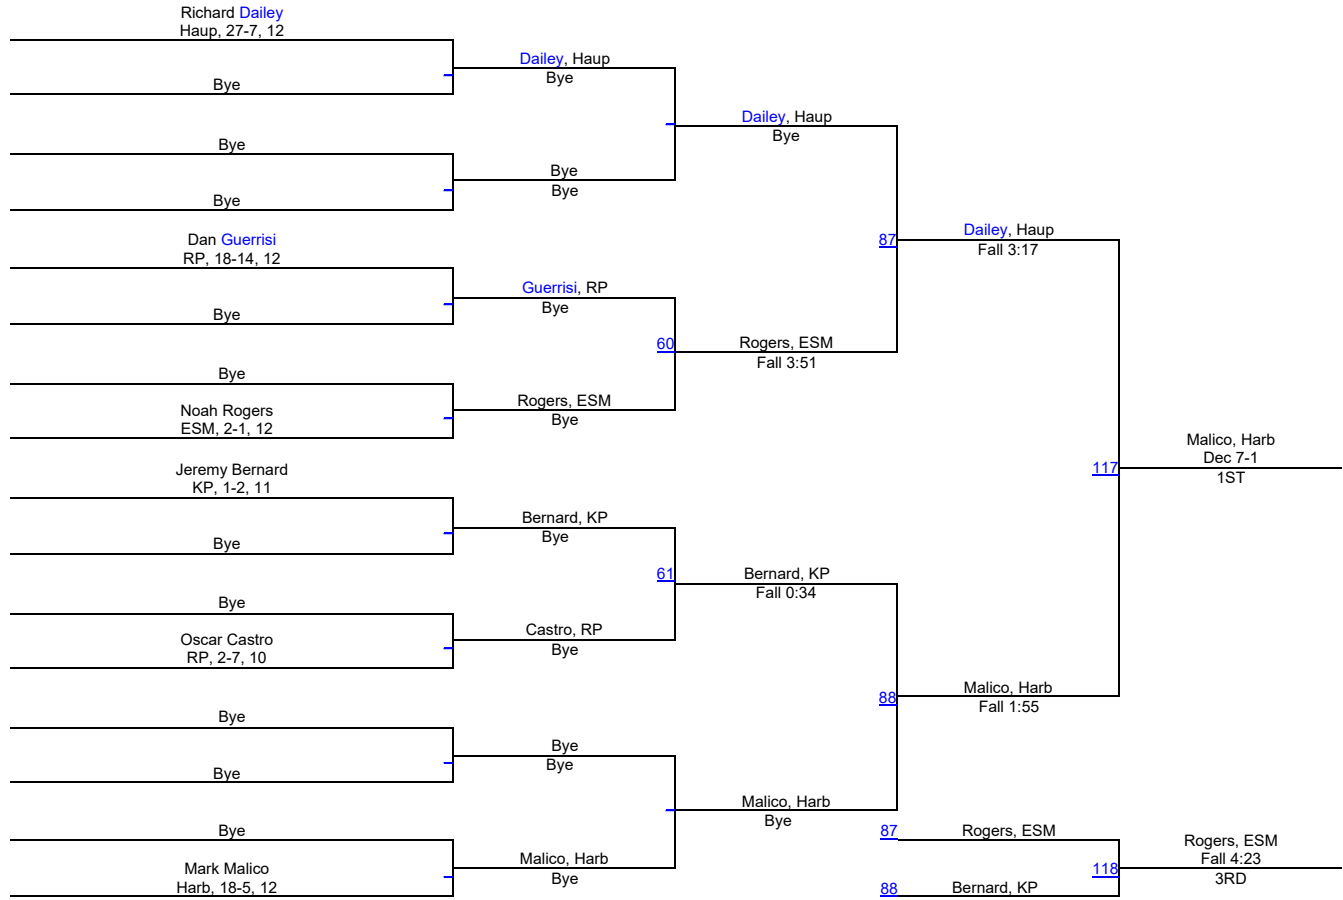 Richard Dailey
Haup, 27-7, 12
Dailey, Haup
Bye
Bye
Dailey, Haup
Bye
Bye
Bye
Bye
Bye
Dan Guerrisi
RP, 18-14, 12
87
Dailey, Haup
Fall 3:17
Guerrisi, RP
Bye
Bye
60
Rogers, ESM
Fall 3:51
Bye
Rogers, ESM
Bye
Noah Rogers
ESM, 2-1, 12
Malico, Harb
Dec 7-1
117
1ST
Jeremy Bernard
KP, 1-2, 11
Bernard, KP
Bye
Bye
61
Bernard, KP
Fall 0:34
Bye
Castro, RP
Bye
Oscar Castro
RP, 2-7, 10
88
Malico, Harb
Fall 1:55
Bye
Bye
Bye
Bye
Malico, Harb
Bye
Bye
87
Rogers, ESM
Malico, Harb
Bye
Mark Malico
Harb, 18-5, 12
Rogers, ESM
Fall 4:23
118
3RD
88
Bernard, KP